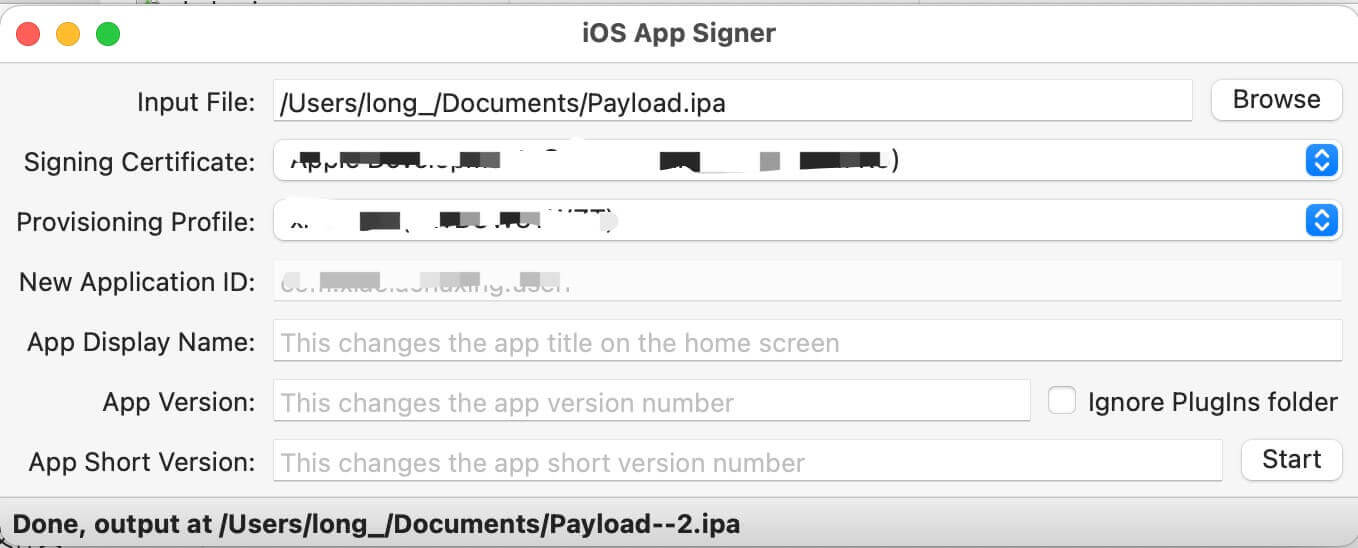 iOS App Signer
Input File: /Users/long_/Documents/Payload.ipa Browse
Signing Certificate:
Provisioning Profile:
New Application ID:
App Display Name: This changes the app title on the home screen
App Version: This changes the app version number Ignore PlugIns folder
App Short Version: This changes the app short version number Start
Done, output at /Users/long_/Documents/Payload--2.ipa